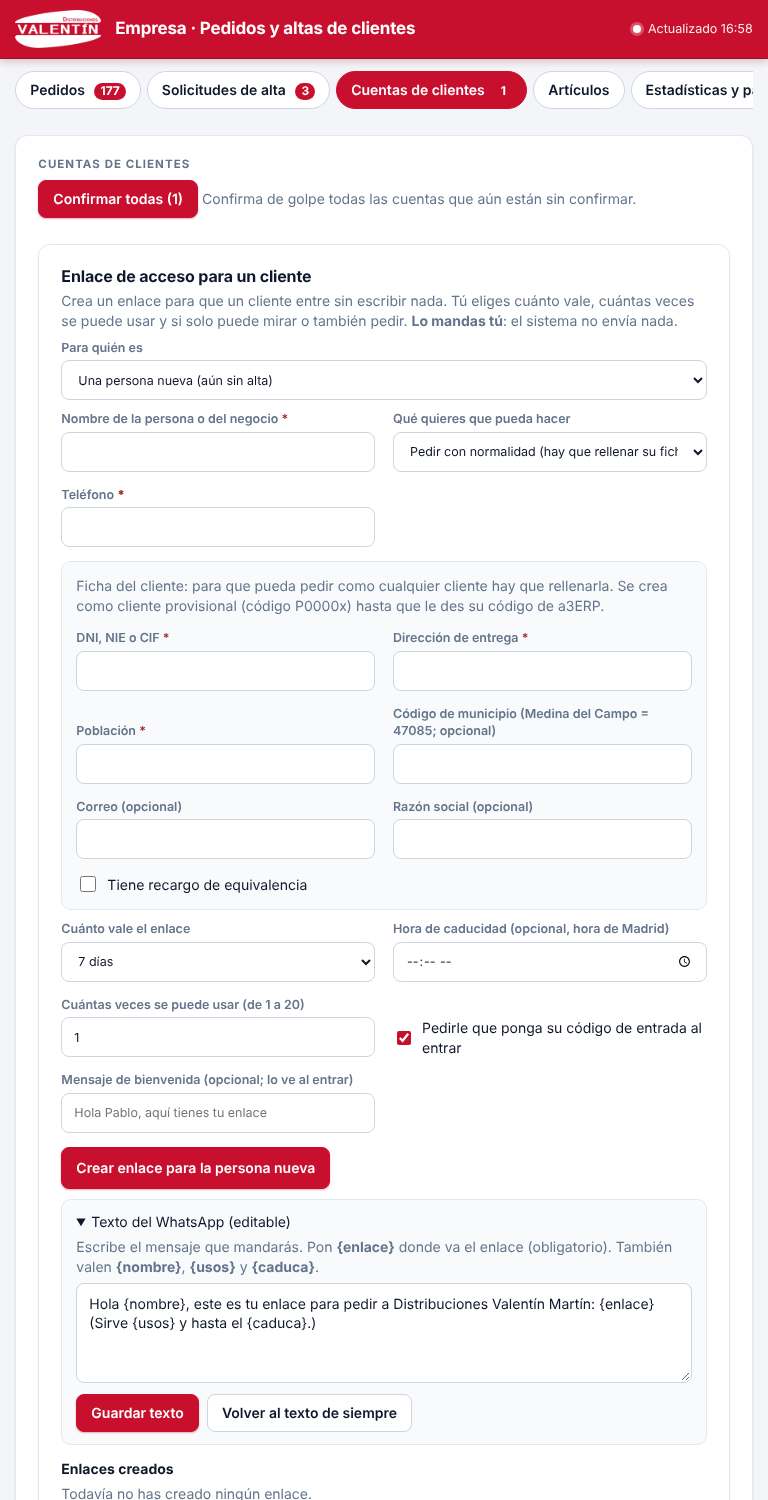 Distribuciones
VALENTÍN
Empresa · Pedidos y altas de clientes
Actualizado 16:58
Pedidos 177
Solicitudes de alta 3
Cuentas de clientes 1
Artículos
Estadísticas y pa
CUENTAS DE CLIENTES
Confirmar todas (1) Confirma de golpe todas las cuentas que aún están sin confirmar.
Enlace de acceso para un cliente
Crea un enlace para que un cliente entre sin escribir nada. Tú eliges cuánto vale, cuántas veces
se puede usar y si solo puede mirar o también pedir. Lo mandas tú: el sistema no envía nada.
Para quién es
Una persona nueva (aún sin alta)
Nombre de la persona o del negocio *
Qué quieres que pueda hacer
Pedir con normalidad (hay que rellenar su fich
Teléfono *
Ficha del cliente: para que pueda pedir como cualquier cliente hay que rellenarla. Se crea
como cliente provisional (código P0000x) hasta que le des su código de a3ERP.
DNI, NIE o CIF *
Dirección de entrega *
Población *
Código de municipio (Medina del Campo =
47085; opcional)
Correo (opcional)
Razón social (opcional)
Tiene recargo de equivalencia
Cuánto vale el enlace
7 días
Hora de caducidad (opcional, hora de Madrid)
--:-- --
Cuántas veces se puede usar (de 1 a 20)
1
Pedirle que ponga su código de entrada al
entrar
Mensaje de bienvenida (opcional; lo ve al entrar)
Hola Pablo, aquí tienes tu enlace
Crear enlace para la persona nueva
▼ Texto del WhatsApp (editable)
Escribe el mensaje que mandarás. Pon {enlace} donde va el enlace (obligatorio). También
valen {nombre}, {usos} y {caduca}.
Hola {nombre}, este es tu enlace para pedir a Distribuciones Valentín Martín: {enlace}
(Sirve {usos} y hasta el {caduca}.)
Guardar texto
Volver al texto de siempre
Enlaces creados
Todavía no has creado ningún enlace.